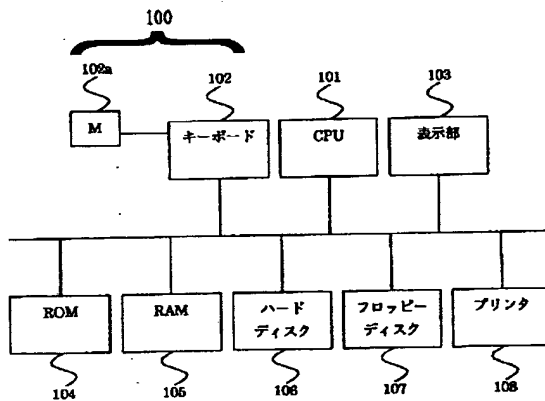 100
102a
102
101
103
M
キーボード
CPU
表示部
ROM
RAM
ハード
ディスク
フロッピー
ディスク
プリンタ
104
105
106
107
108